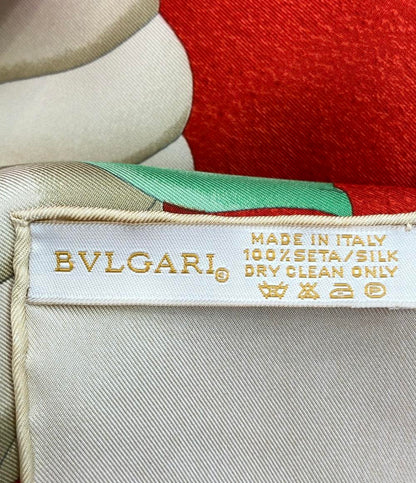 BVLGARI®
MADE IN ITALY
100% SETA/SILK
DRY CLEAN ONLY
P